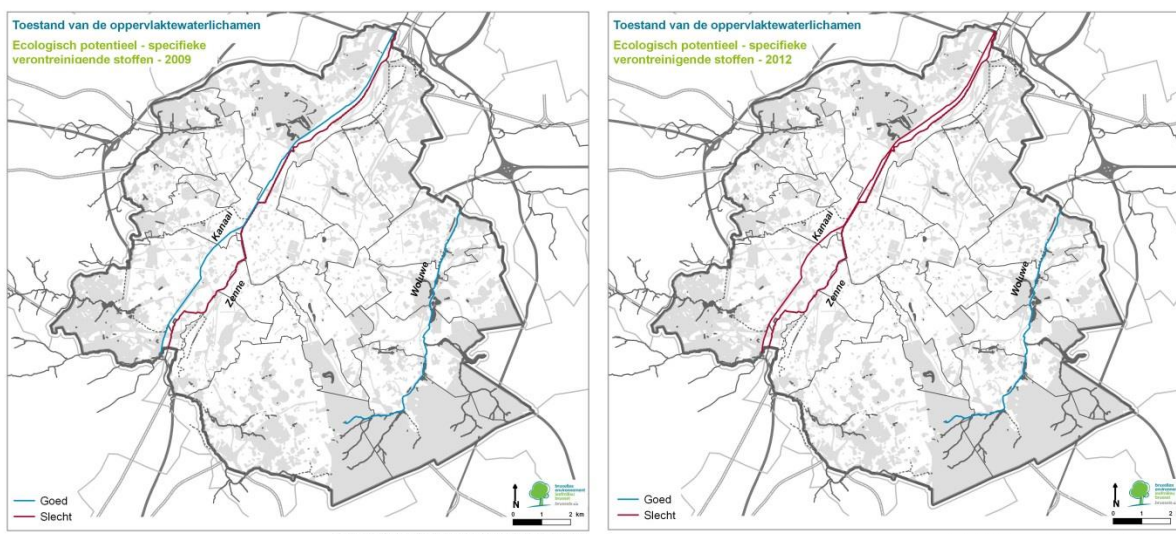 Toestand van de oppervlaktewaterlichamen
Ecologisch potentieel - specifieke
verontreinigende stoffen - 2009
Kanaal
Zenne
Woluwe
Goed
Slecht
N
0 1 2 km
Toestand van de oppervlaktewaterlichamen
Ecologisch potentieel - specifieke
verontreinigende stoffen - 2012
Kanaal
Zenne
Woluwe
Goed
Slecht
N
0 1 2